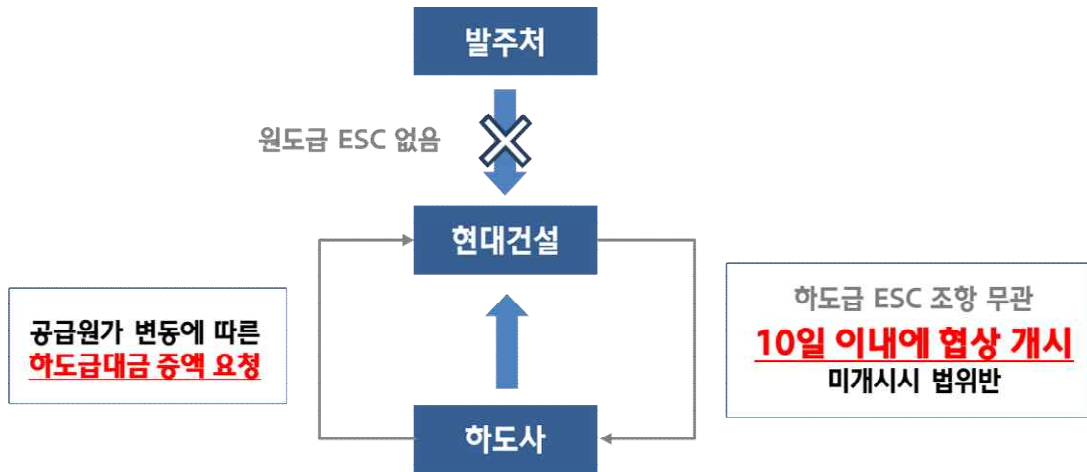 발주처
원도급 ESC 없음
현대건설
공급원가 변동에 따른
하도급대금 증액 요청
하도급 ESC 조항 무관
10일 이내에 협상 개시
미개시시 법위반
하도사